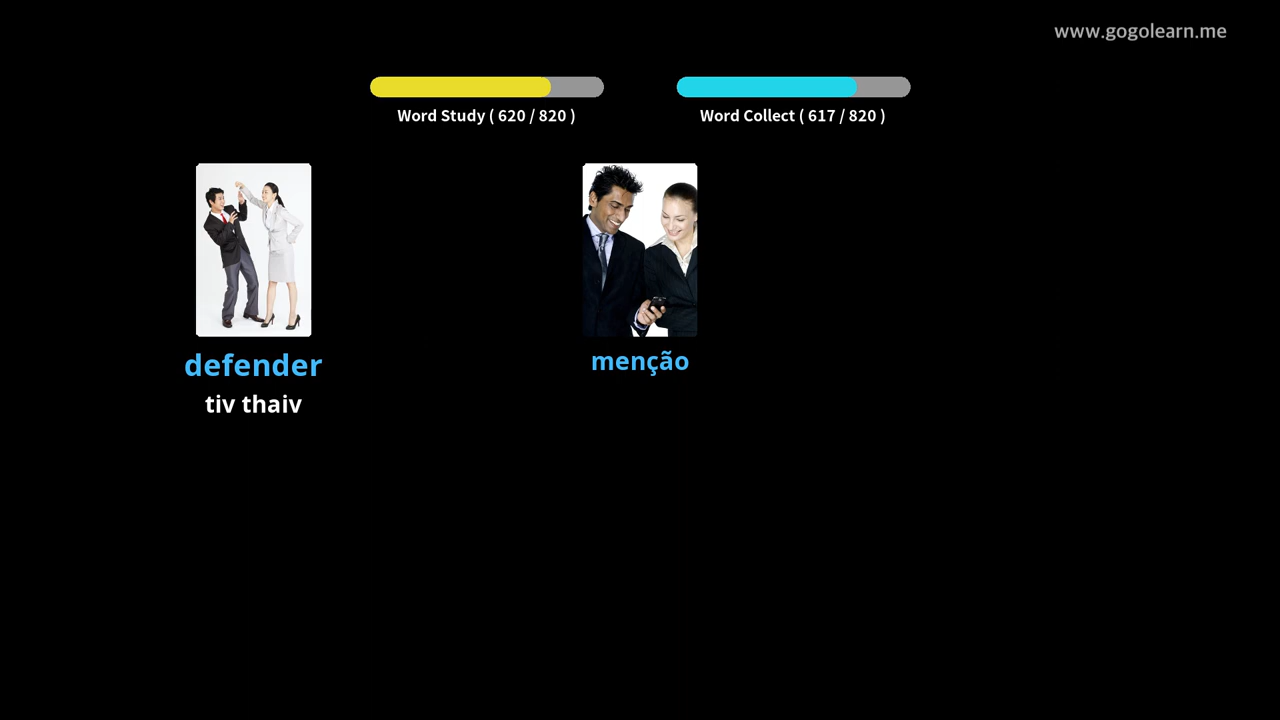 www.gogolearn.me
Word Study ( 620 / 820 )
Word Collect ( 617 / 820 )
defender
tiv thaiv
menção